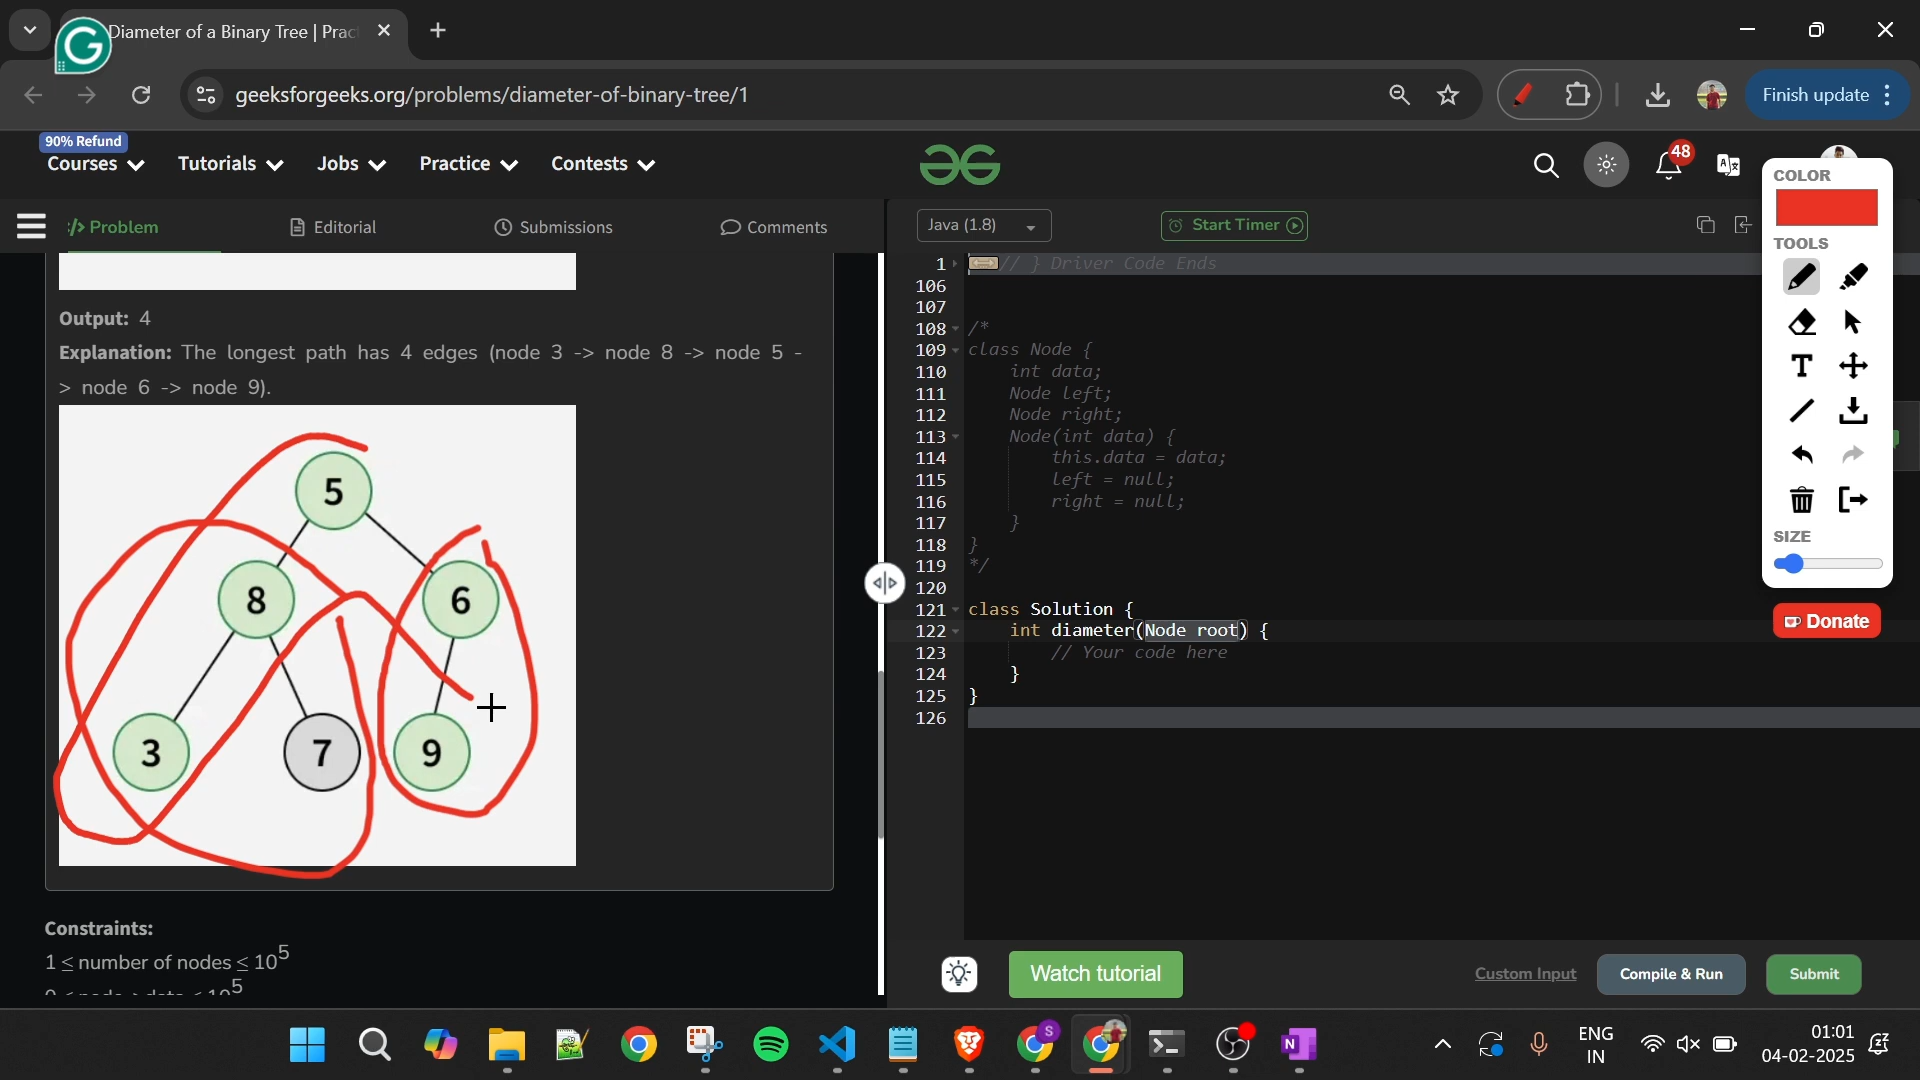 Diameter of a Binary Tree | Prac
geeksforgeeks.org/problems/diameter-of-binary-tree/1
Finish update
90% Refund
Courses
Tutorials
Jobs
Practice
Contests
48
</> Problem
Editorial
Submissions
Comments
Java (1.8)
Start Timer
Output: 4
Explanation: The longest path has 4 edges (node 3 -> node 8 -> node 5 -
> node 6 -> node 9).
5
8
6
3
7
9
Constraints:
1 ≤ number of nodes ≤ 10^5
1 // } Driver Code Ends
106
107
108 /*
109 class Node {
110 int data;
111 Node left;
112 Node right;
113 Node(int data) {
114 this.data = data;
115 left = null;
116 right = null;
117 }
118 }
119 */
120
121 class Solution {
122 int diameter(Node root) {
123 // Your code here
124 }
125 }
126
Watch tutorial
Custom Input
Compile & Run
Submit
COLOR
TOOLS
T
SIZE
Donate
ENG
IN
01:01
04-02-2025